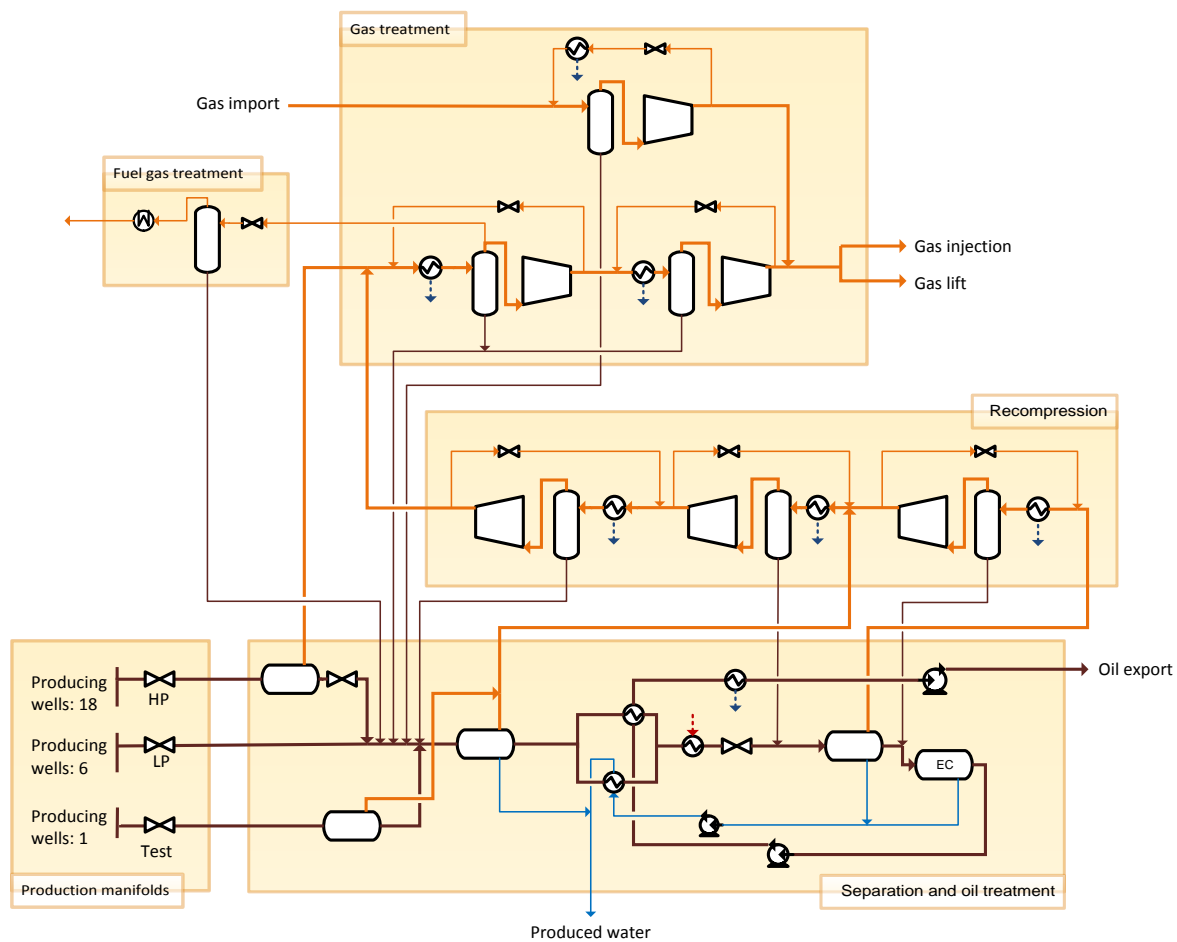 Gas treatment
Gas import
Fuel gas treatment
Gas injection
Gas lift
Recompression
Producing
wells: 18
HP
Oil export
Producing
wells: 6
LP
EC
Producing
wells: 1
Test
Production manifolds
Separation and oil treatment
Produced water